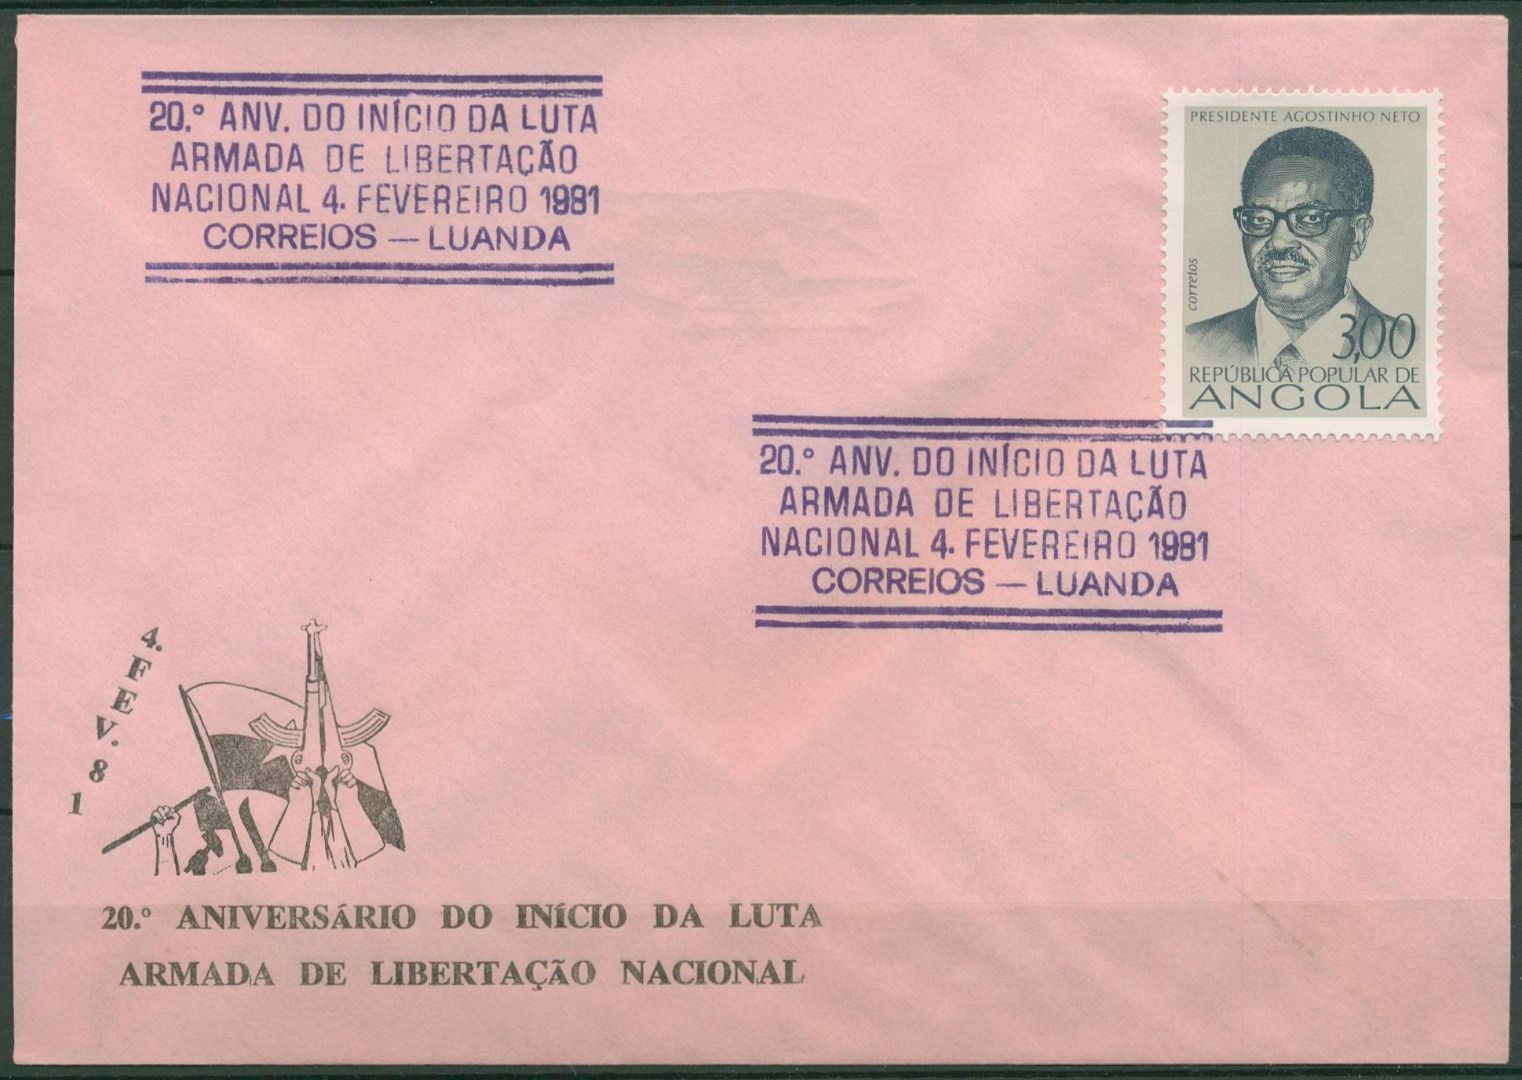 20.º ANV. DO INÍCIO DA LUTA
ARMADA DE LIBERTAÇÃO
NACIONAL 4. FEVEREIRO 1981
CORREIOS — LUANDA
PRESIDENTE AGOSTINHO NETO
correios
3,00
REPÚBLICA POPULAR DE
ANGOLA
20.º ANV. DO INÍCIO DA LUTA
ARMADA DE LIBERTAÇÃO
NACIONAL 4. FEVEREIRO 1981
CORREIOS — LUANDA
4. FEV. 81
20.º ANIVERSÁRIO DO INÍCIO DA LUTA
ARMADA DE LIBERTAÇÃO NACIONAL